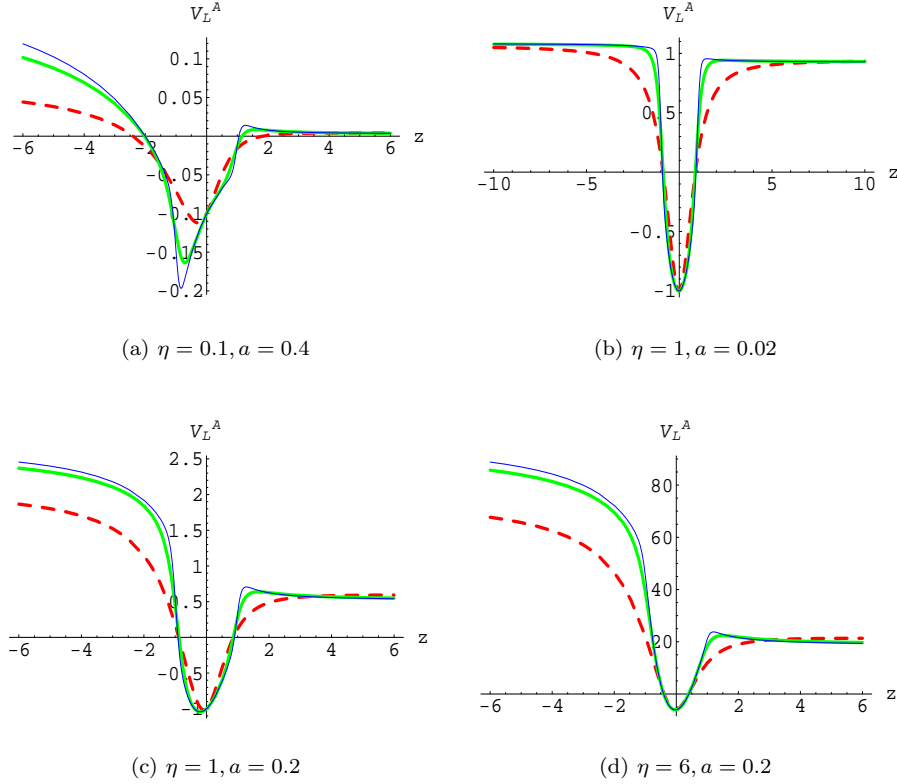 V_L^A
0.1
0.05
z
-6 -4 -2 2 4 6
-0.05
-0.1
-0.15
-0.2
(a) η = 0.1, a = 0.4
V_L^A
1
0.5
z
-10 -5 5 10
-0.5
-1
(b) η = 1, a = 0.02
V_L^A
2.5
2
1.5
1
0.5
z
-6 -4 -2 2 4 6
-0.5
-1
(c) η = 1, a = 0.2
V_L^A
80
60
40
20
z
-6 -4 -2 2 4 6
(d) η = 6, a = 0.2